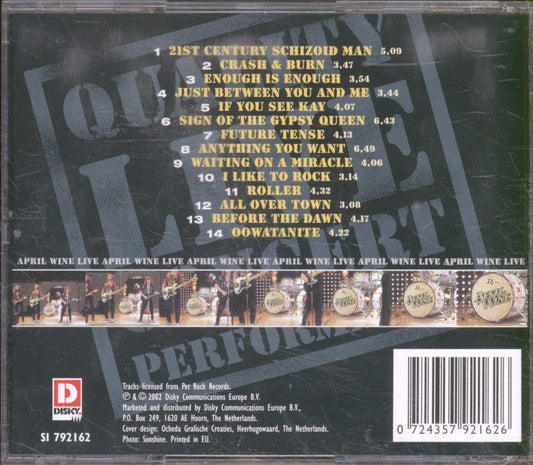 QUALITY
LIVE
CONCERT
PERFORMANCE
1 21ST CENTURY SCHIZOID MAN 5,09
2 CRASH & BURN 3,47
3 ENOUGH IS ENOUGH 3,54
4 JUST BETWEEN YOU AND ME 3,44
5 IF YOU SEE KAY 4,07
6 SIGN OF THE GYPSY QUEEN 6,43
7 FUTURE TENSE 4,13
8 ANYTHING YOU WANT 6,49
9 WAITING ON A MIRACLE 4,06
10 I LIKE TO ROCK 3,14
11 ROLLER 4,32
12 ALL OVER TOWN 3,08
13 BEFORE THE DAWN 4,17
14 OOWATANITE 4,22
APRIL WINE LIVE APRIL WINE LIVE APRIL WINE LIVE APRIL WINE LIVE APRIL WINE LIVE APRIL WINE LIVE
D
DISKY
SI 792162
Tracks licensed from Pet Rock Records.
℗ & © 2002 Disky Communications Europe B.V.
Marketed and distributed by Disky Communications Europe B.V.,
P.O. Box 249, 1620 AE Hoorn, The Netherlands.
Cover design: Ocheda Grafische Creaties, Heerhugowaard, The Netherlands.
Photo: Sunshine. Printed in EU.
0 724357 921626